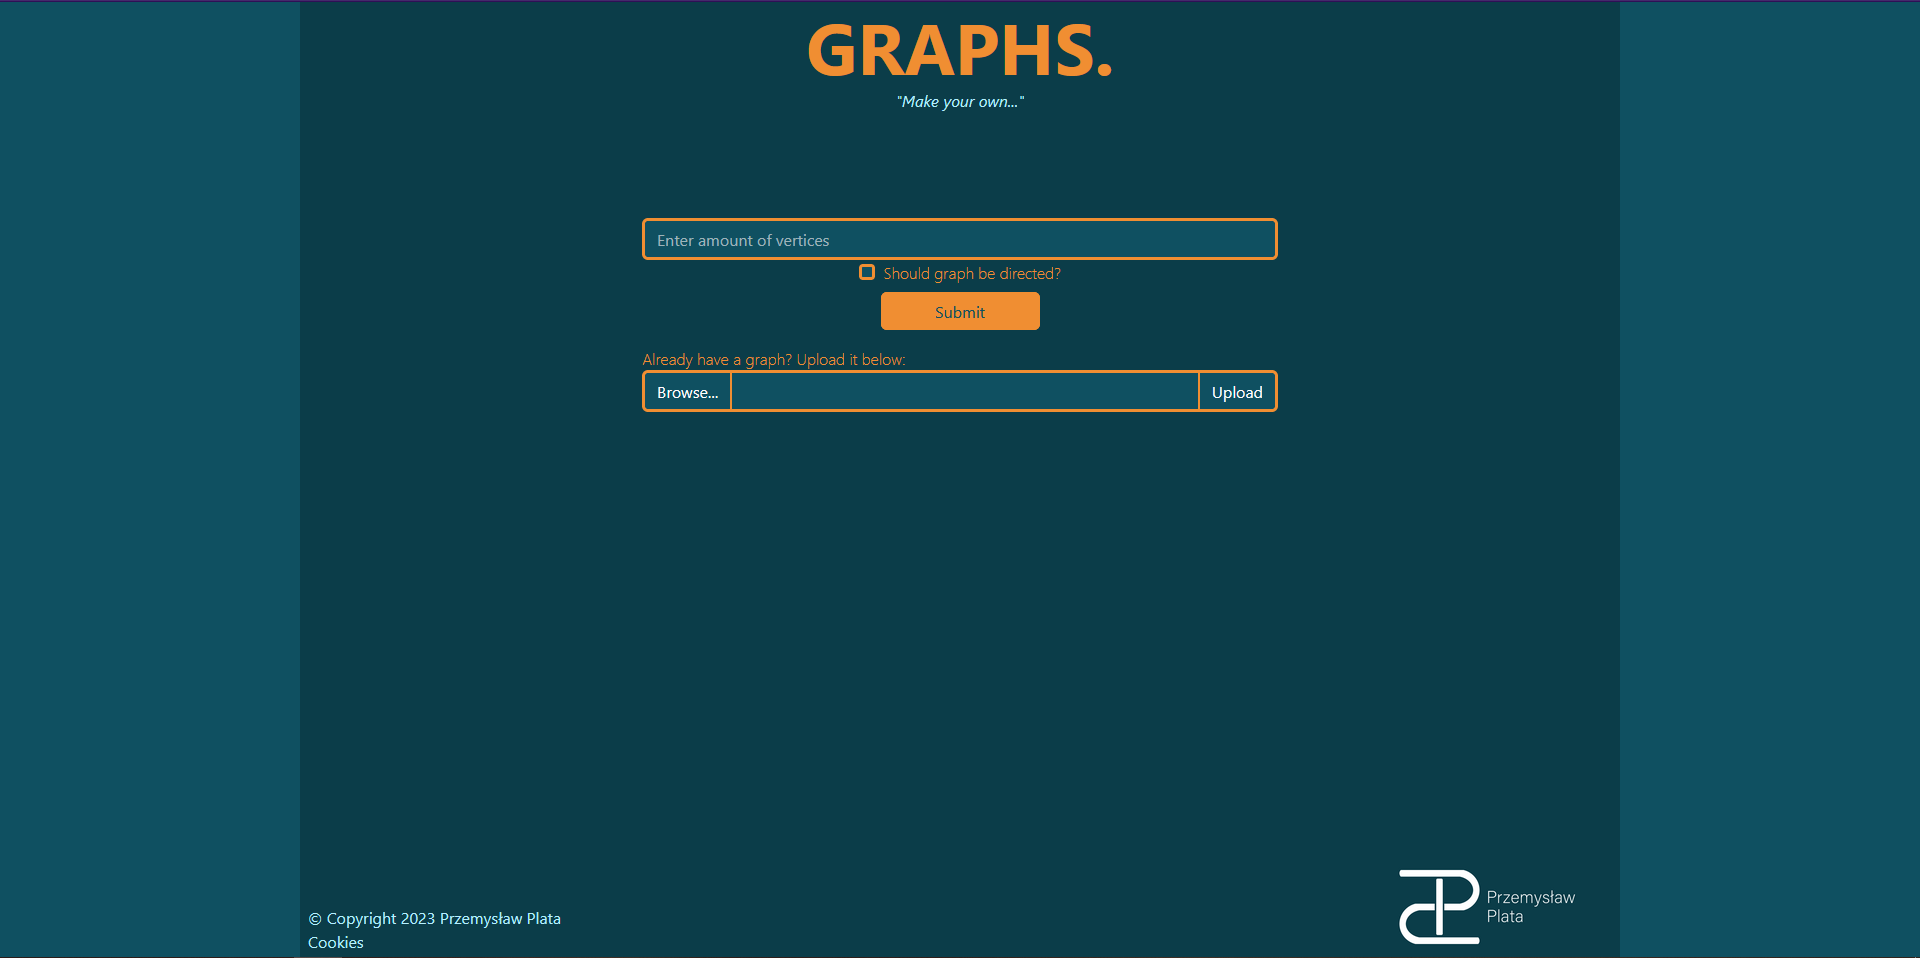 GRAPHS.
"Make your own..."
Enter amount of vertices
Should graph be directed?
Submit
Already have a graph? Upload it below:
Browse... Upload
© Copyright 2023 Przemysław Plata
Cookies
Przemysław
Plata